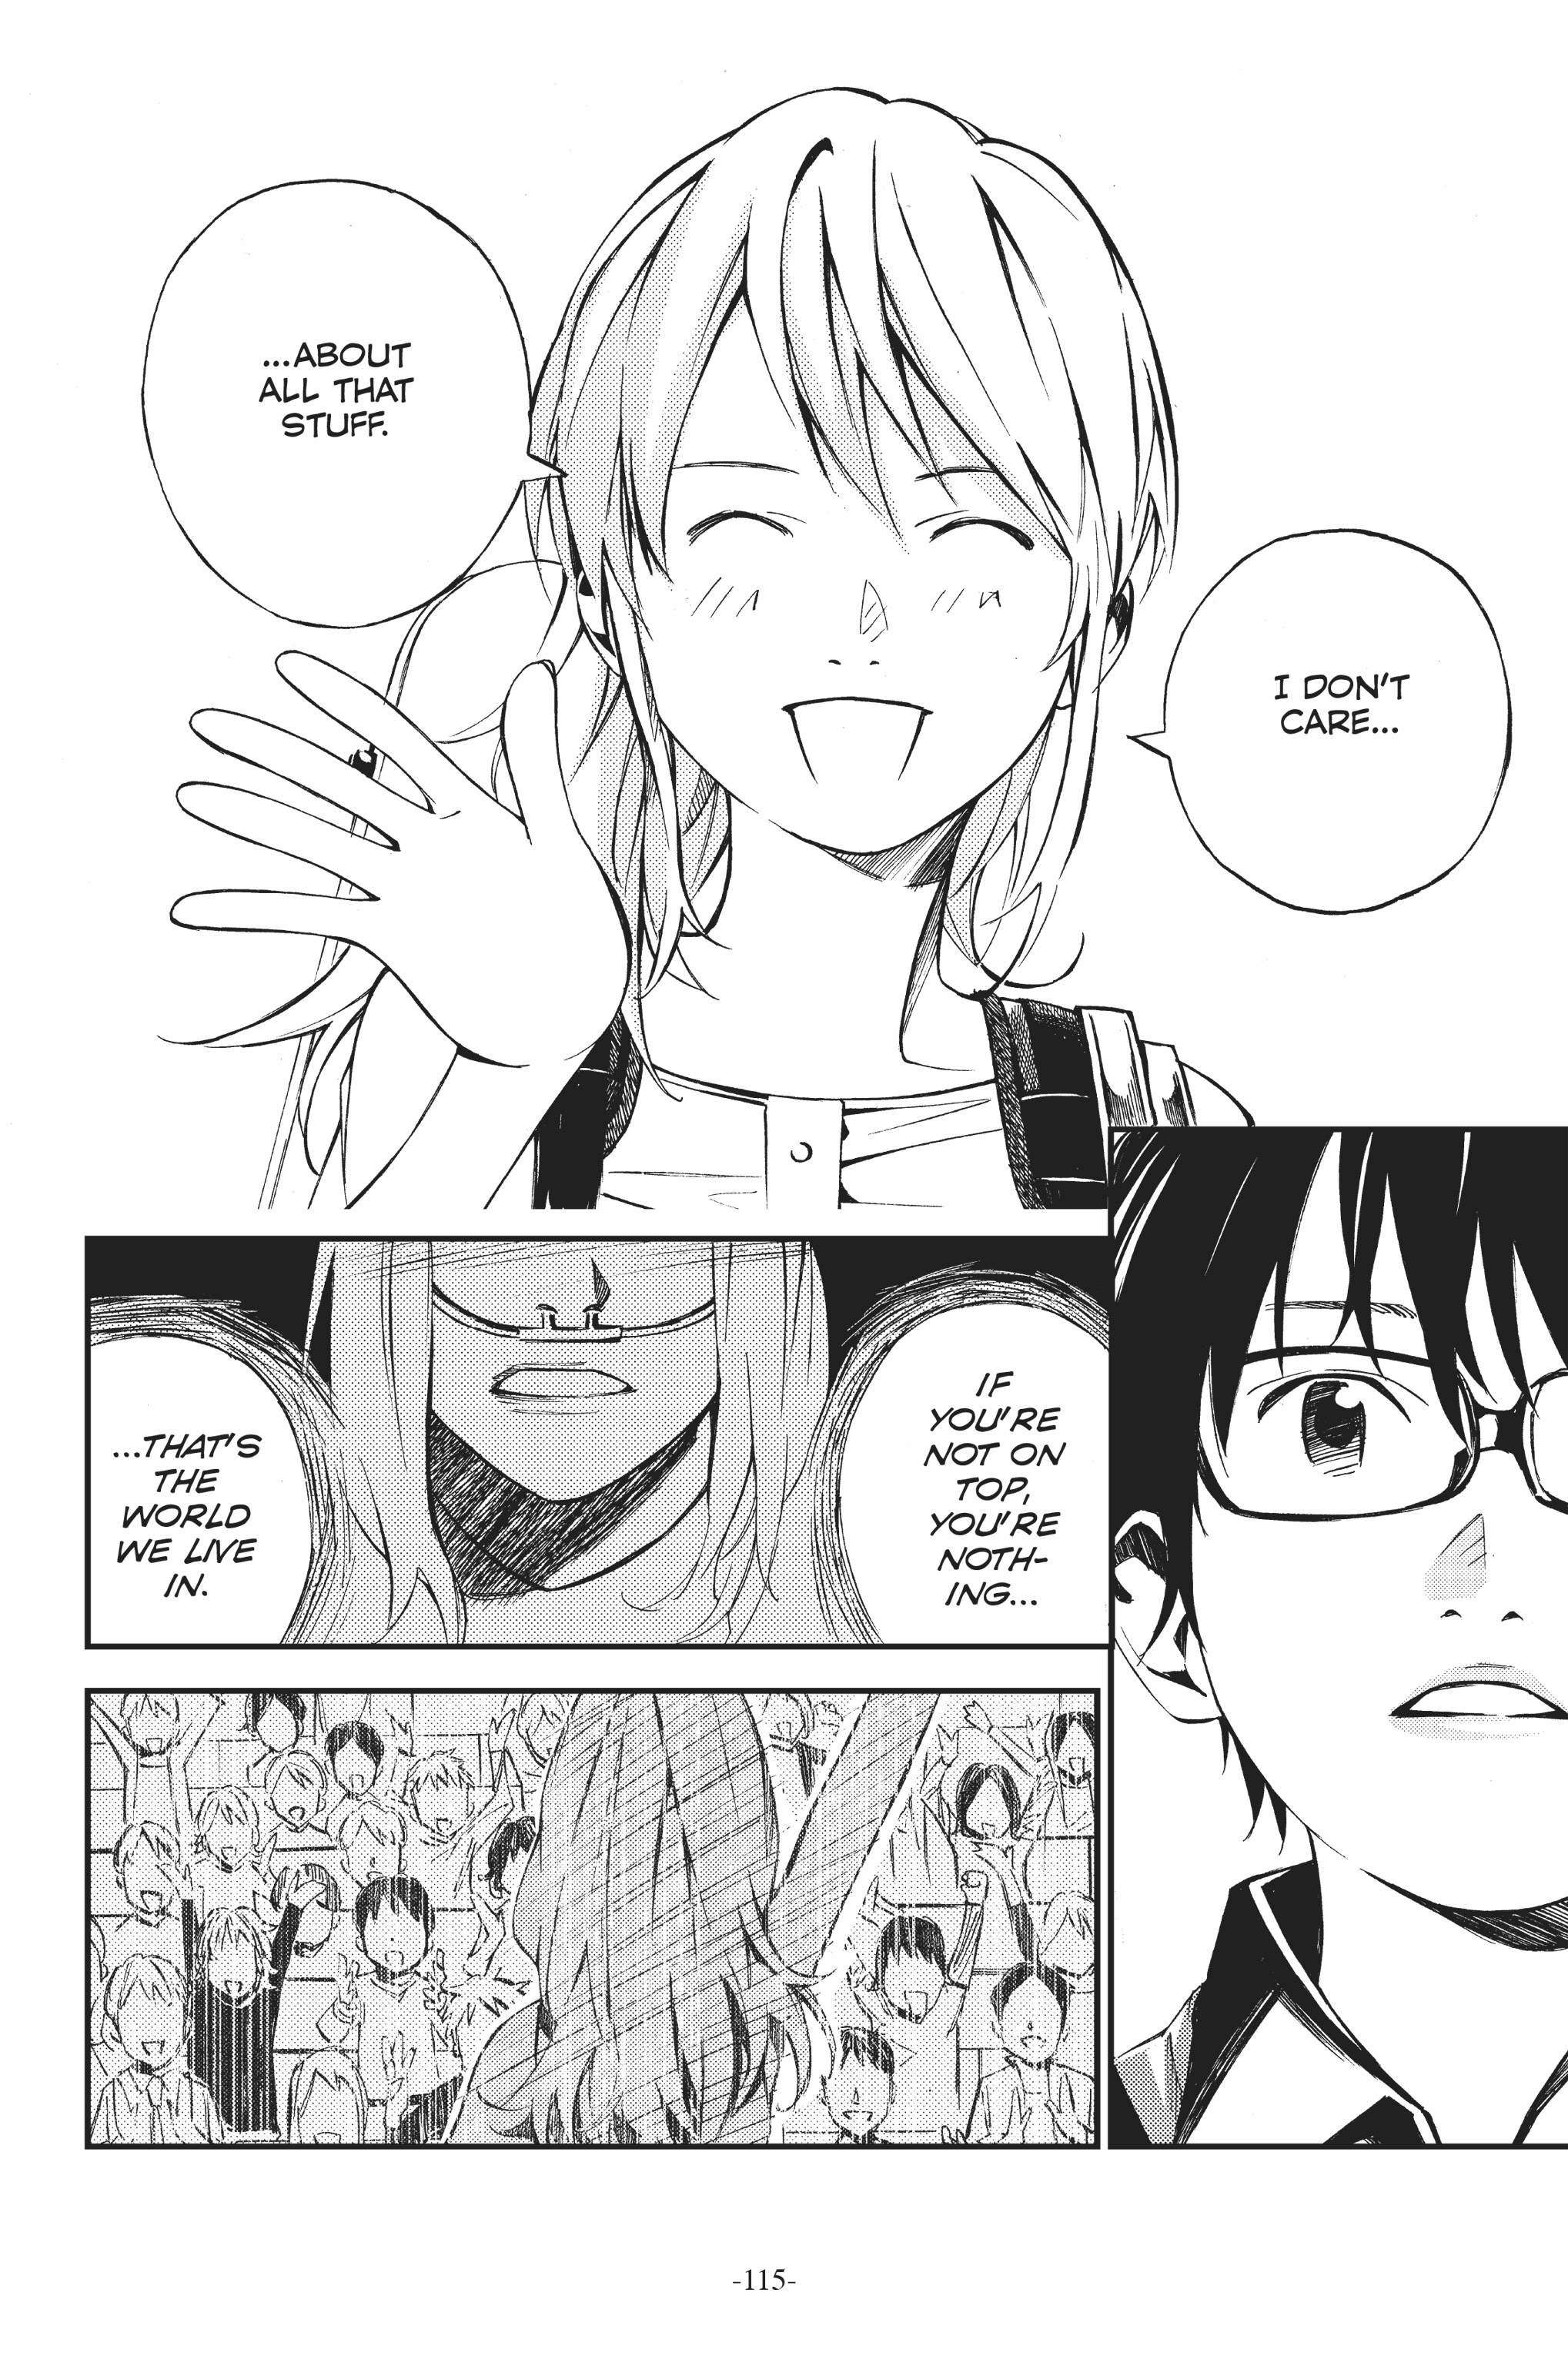 I DON'T
CARE...
...ABOUT
ALL THAT
STUFF.
IF
YOU'RE
NOT ON
TOP,
YOU'RE
NOTH-
ING...
...THAT'S
THE
WORLD
WE LIVE
IN.
-115-